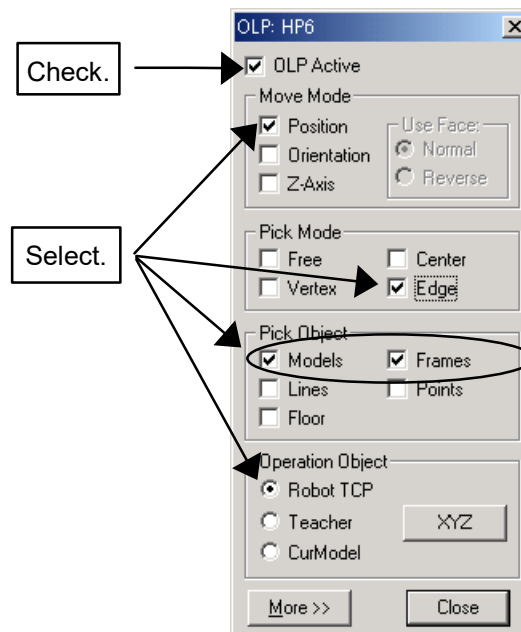 OLP: HP6
Check.
OLP Active
Move Mode
Position
Use Face:
Orientation
Normal
Z-Axis
Reverse
Select.
Pick Mode
Free
Center
Vertex
Edge
Pick Object
Models
Frames
Lines
Points
Floor
Operation Object
Robot TCP
Teacher
XYZ
CurModel
More >>
Close